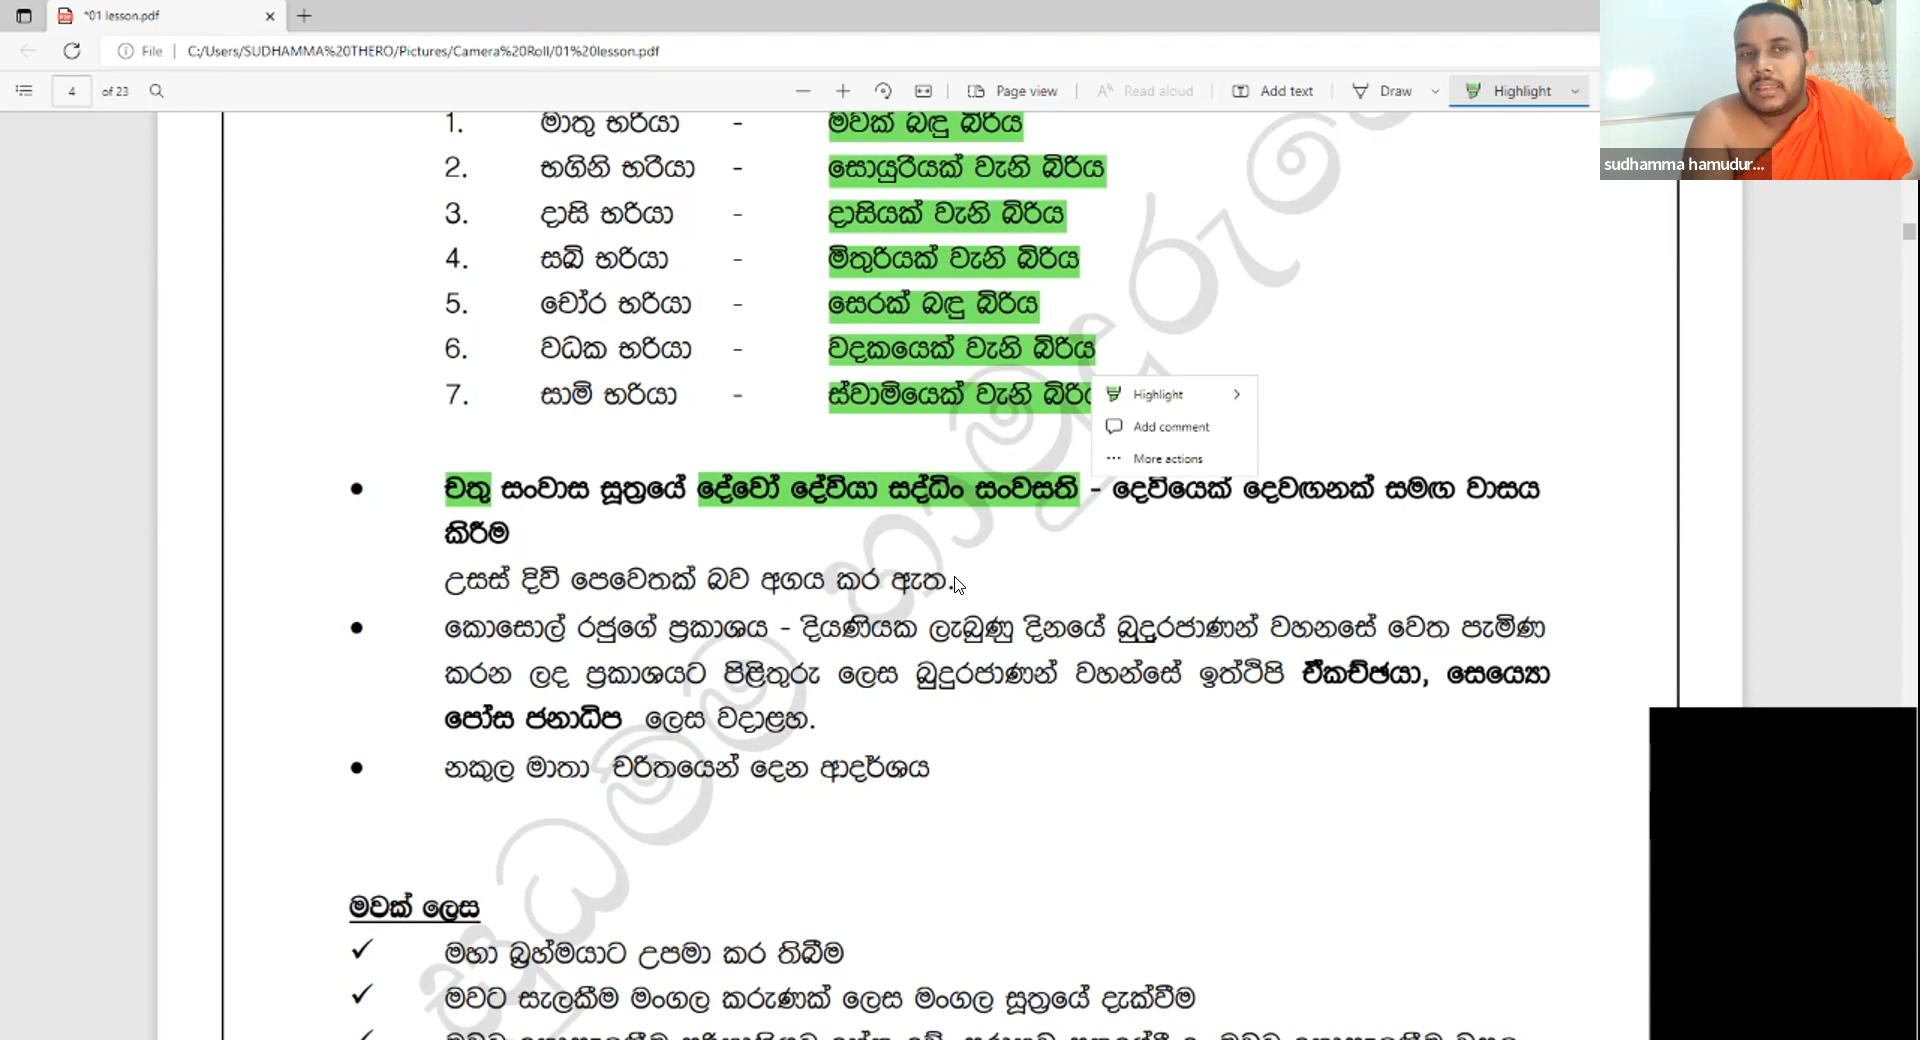 *01 lesson.pdf
File C:/Users/SUDHAMMA%20THERO/Pictures/Camera%20Roll/01%20lesson.pdf
4 of 23 Page view Read aloud Add text Draw Highlight
sudhamma hamudur...
1. මාතු භරියා - මවක් බඳු බිරිය
2. භගිනි භරියා - සොයුරියක් වැනි බිරිය
3. දාසි භරියා - දාසියක් වැනි බිරිය
4. සඛි භරියා - මිතුරියක් වැනි බිරිය
5. චෝර භරියා - සෙරක් බඳු බිරිය
6. වධක භරියා - වදකයෙක් වැනි බිරිය
7. සාමි භරියා - ස්වාමියෙක් වැනි
Highlight
Add comment
More actions
● චතු සංවාස සූත්‍රයේ දේවෝ දේවියා සද්ධිං සංවසති - දෙවියෙක් දෙවඟනක් සමඟ වාසය
කිරීම
උසස් දිවි පෙවෙතක් බව අගය කර ඇත.
● කොසොල් රජුගේ ප්‍රකාශය - දියණියක ලැබුණු දිනයේ බුදුරජාණන් වහනසේ වෙත පැමිණ
කරන ලද ප්‍රකාශයට පිළිතුරු ලෙස බුදුරජාණන් වහන්සේ ඉත්ථිපි ඒකච්ඡයා, සෙය්‍යො
පෝස ජනාධිප ලෙස වදාළහ.
● නකුල මාතා චරිතයෙන් දෙන ආදර්ශය
මවක් ලෙස
✓ මහා බ්‍රහ්මයාට උපමා කර තිබීම
✓ මවට සැලකීම මංගල කරුණක් ලෙස මංගල සූත්‍රයේ දැක්වීම